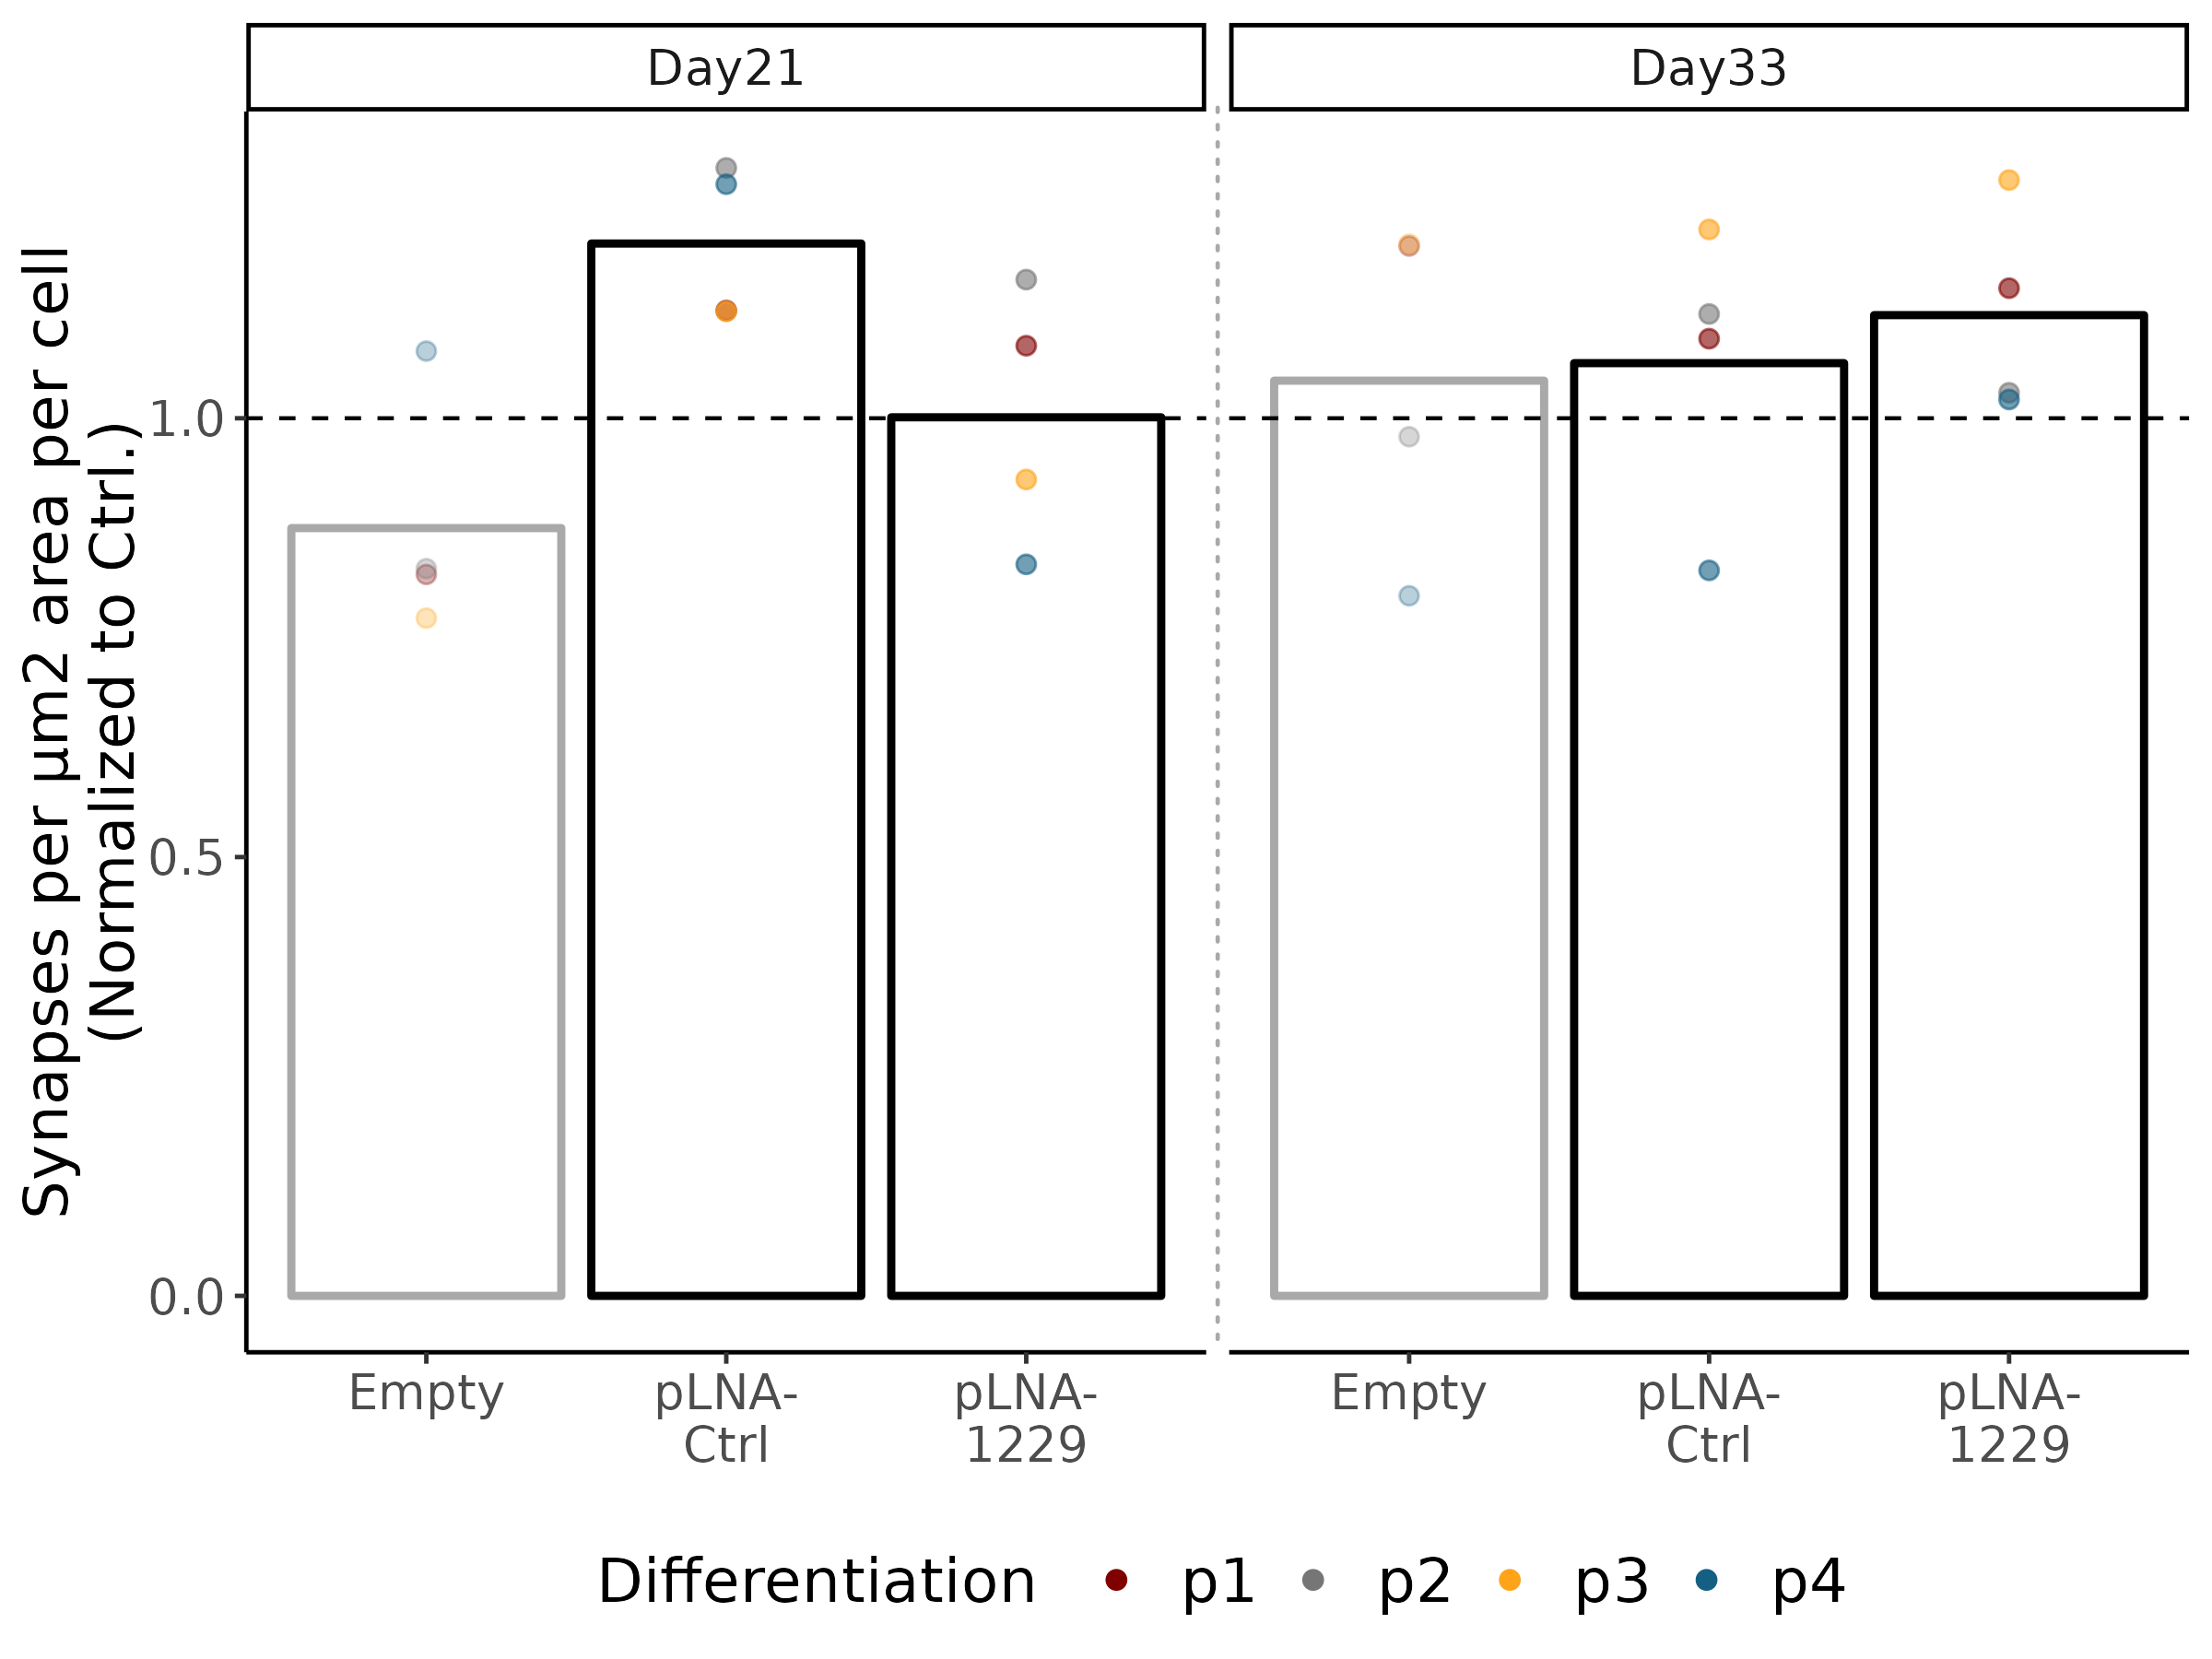 Day21
Day33
Synapses per µm2 area per cell
(Normalized to Ctrl.)
1.0
0.5
0.0
Empty
pLNA-
Ctrl
pLNA-
1229
Empty
pLNA-
Ctrl
pLNA-
1229
Differentiation p1 p2 p3 p4